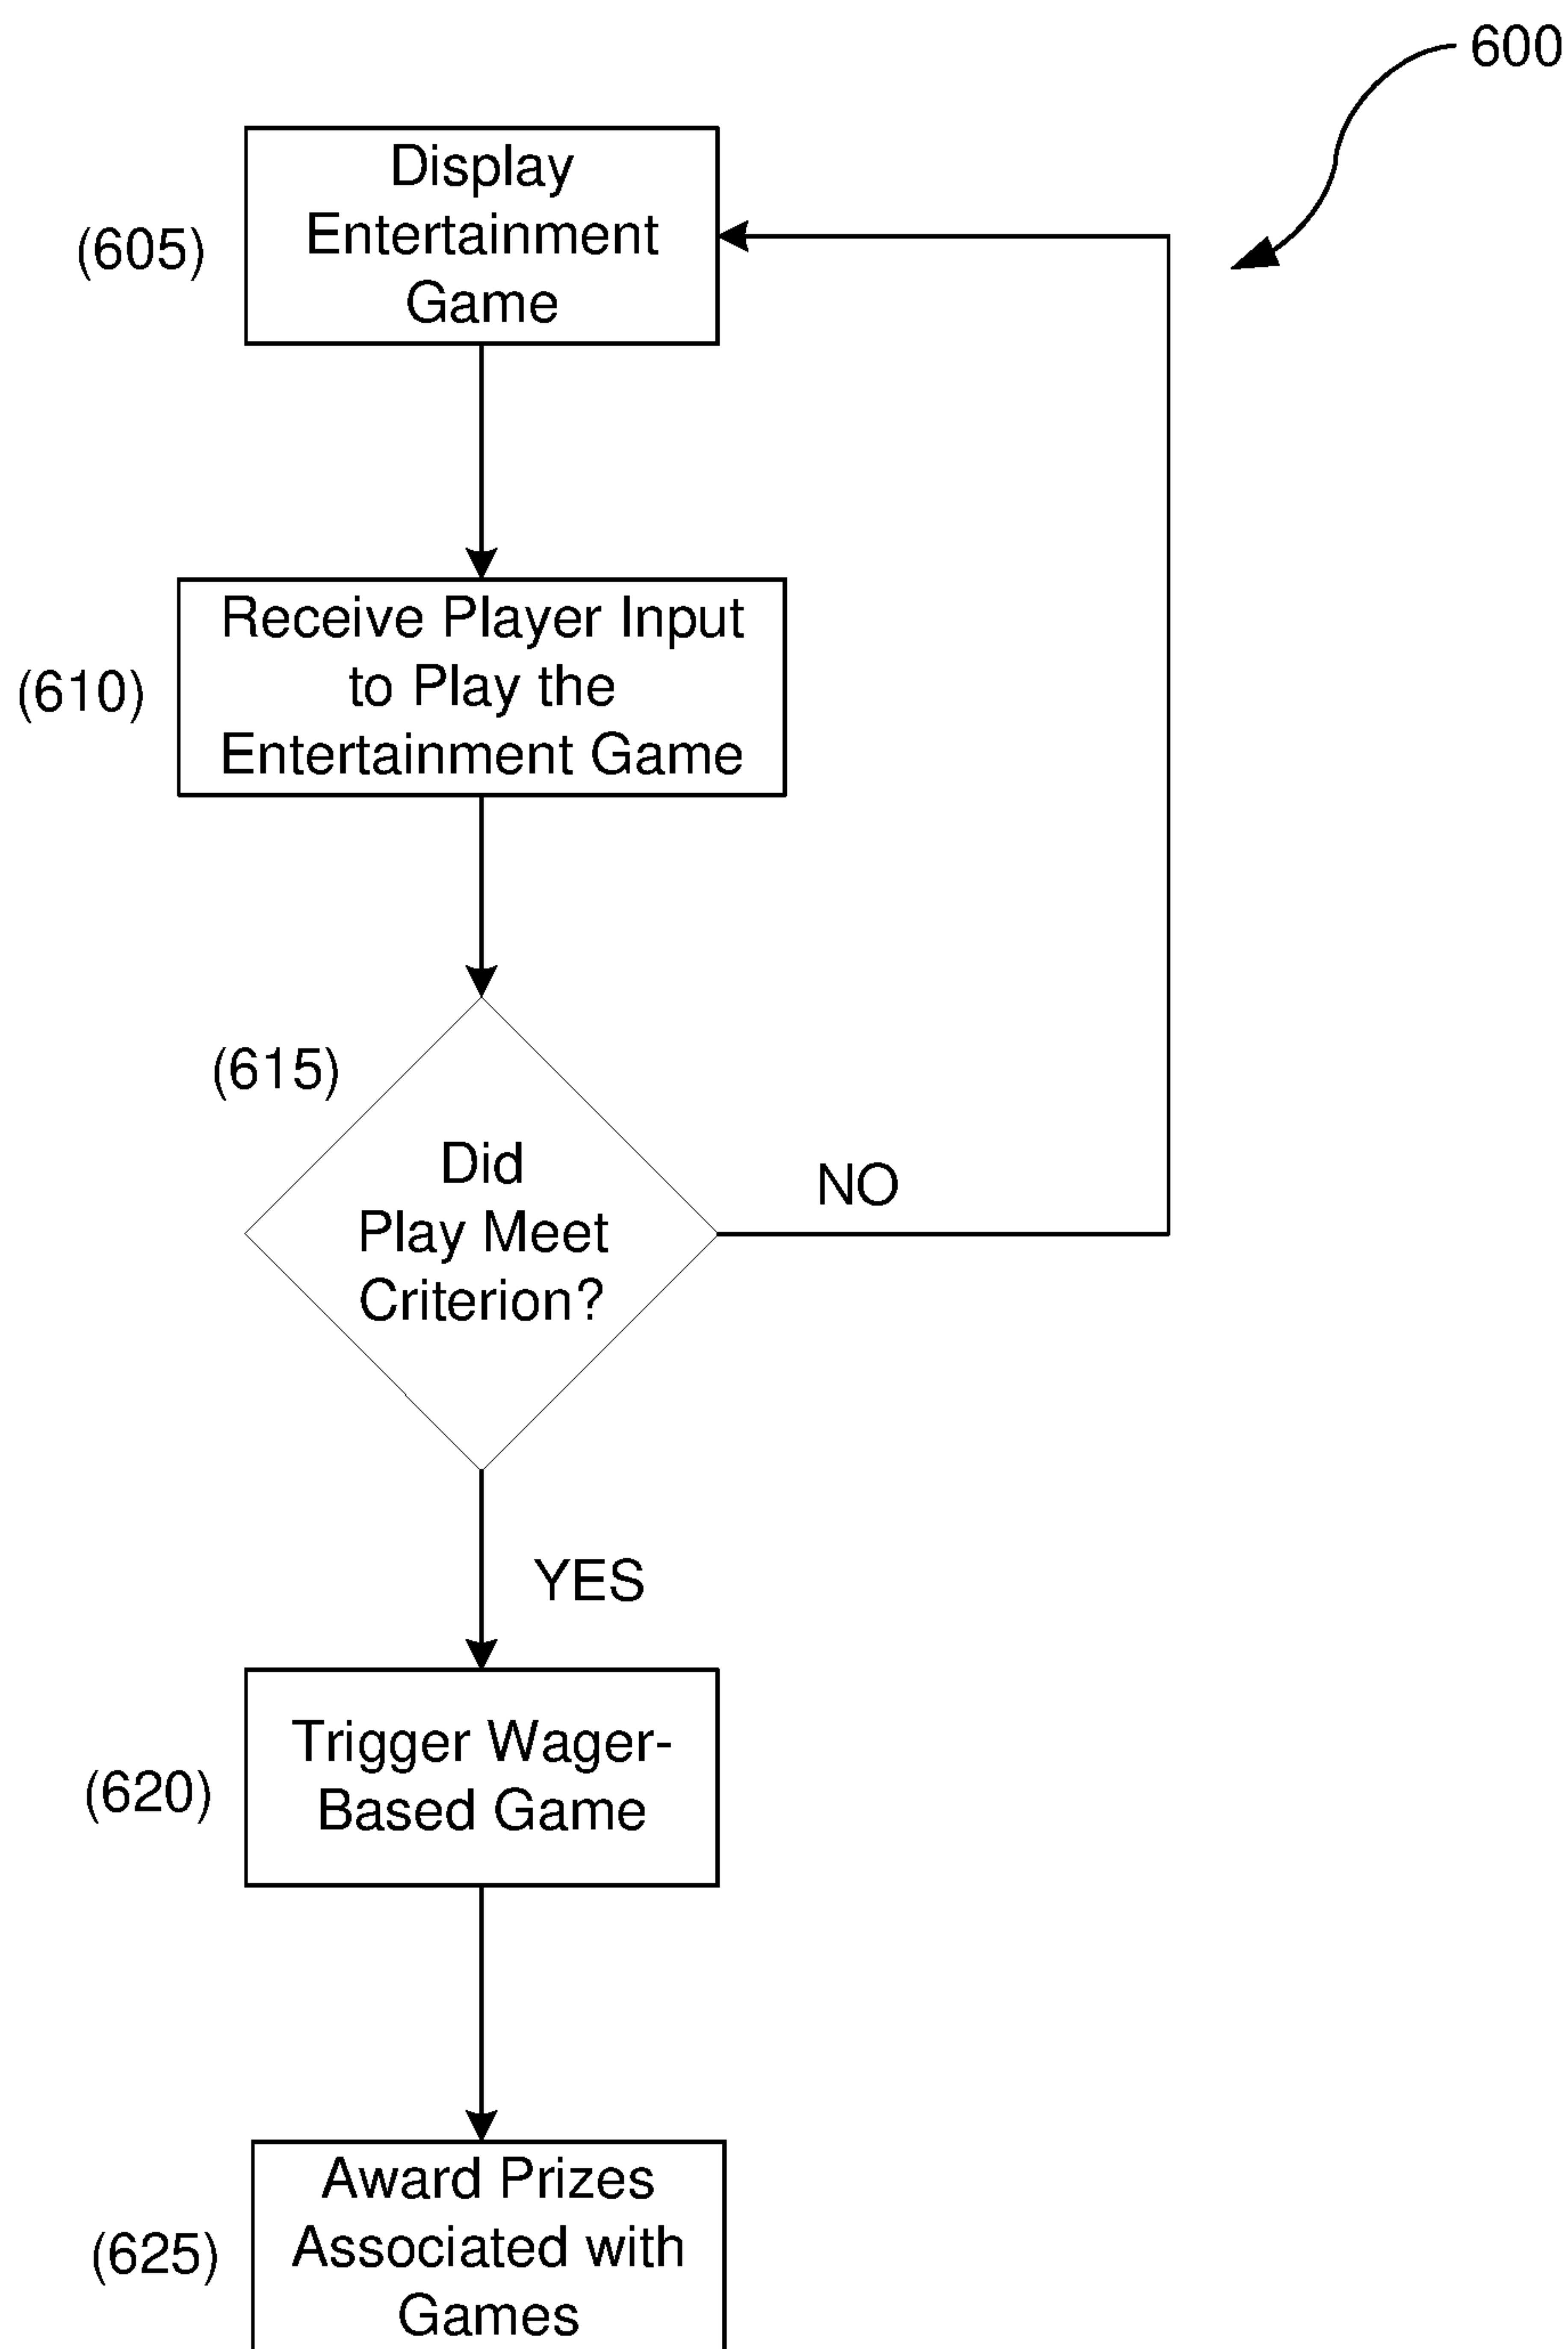 600
Display
Entertainment
Game
(605)
Receive Player Input
to Play the
Entertainment Game
(610)
(615)
Did
Play Meet
Criterion?
NO
YES
Trigger Wager-
Based Game
(620)
Award Prizes
Associated with
Games
(625)